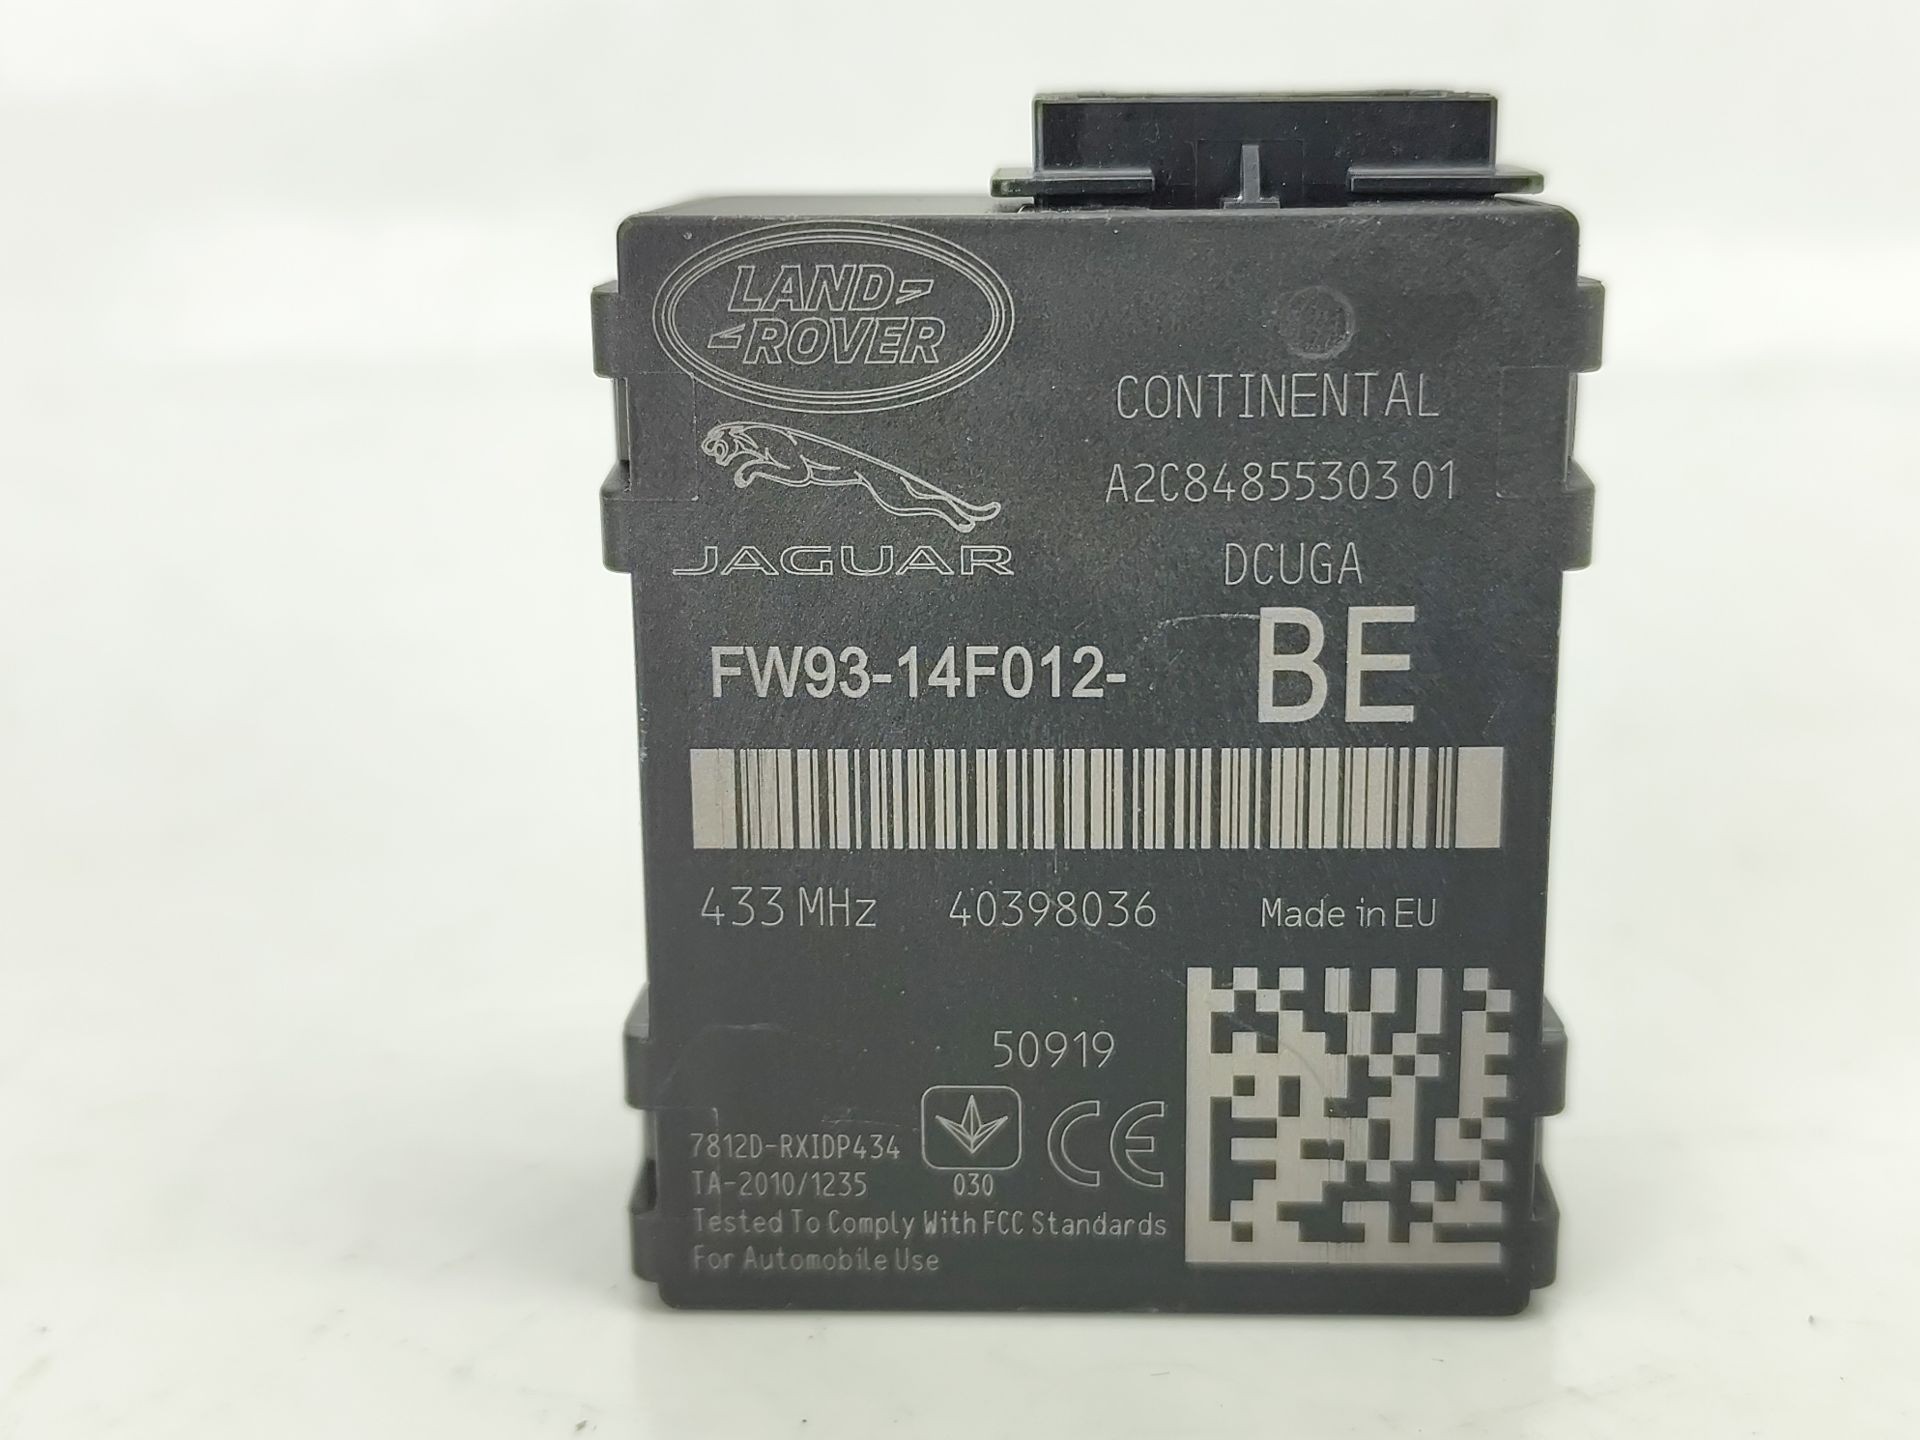 LAND
ROVER
JAGUAR
CONTINENTAL
A2C84855303 01
DCUGA
FW93-14F012- BE
433 MHz 40398036 Made in EU
50919
7812D-RXIDP434
TA-2010/1235
030
CE
Tested To Comply With FCC Standards
For Automobile Use